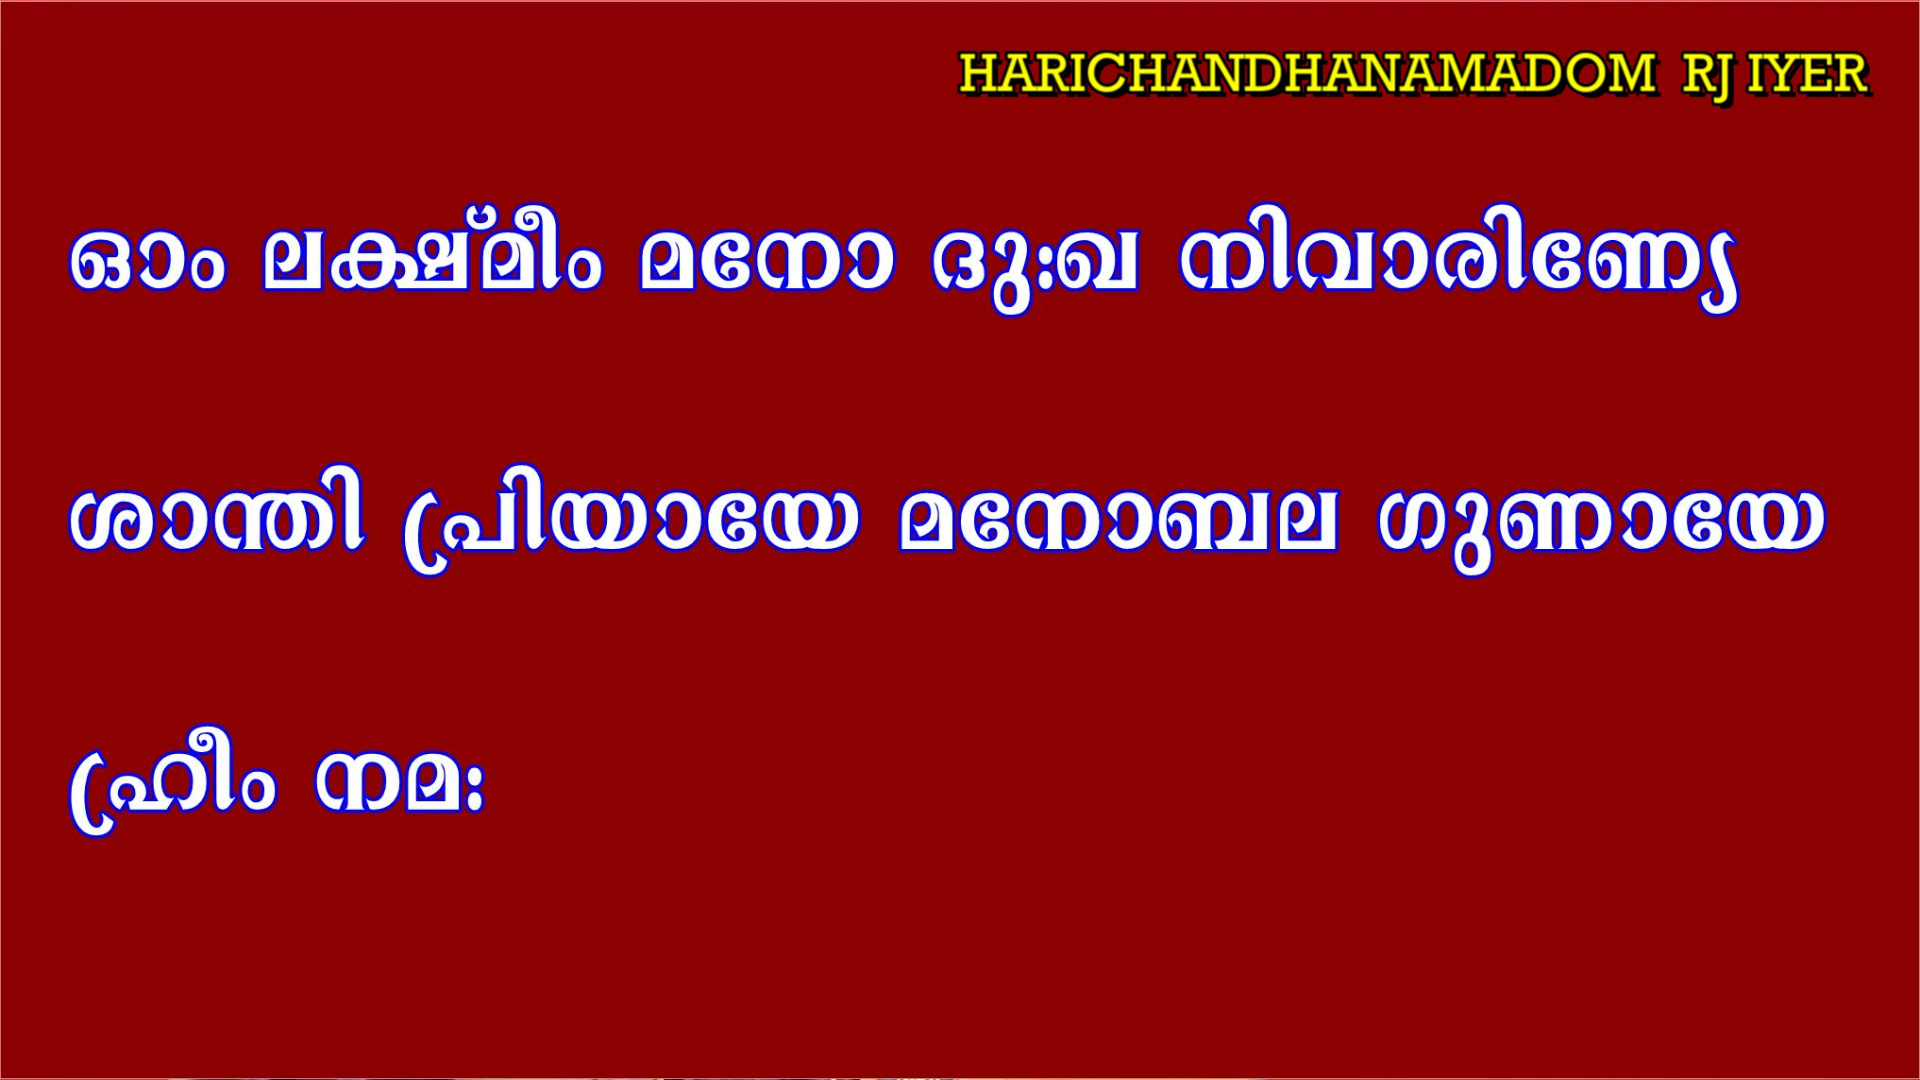 HARICHANDHANAMADOM RJ IYER
ഓം ലക്ഷ്മീം മനോ ദുഃഖ നിവാരിണ്യേ
ശാന്തി പ്രിയായേ മനോബല ഗുണായേ
ഹ്രീം നമഃ